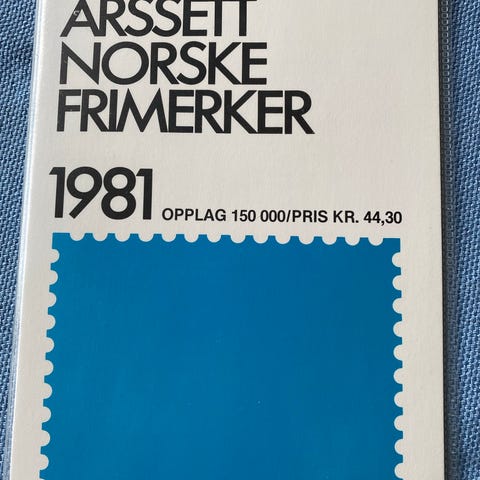 ÅRSSETT
NORSKE
FRIMERKER
1981 OPPLAG 150 000/PRIS KR. 44,30